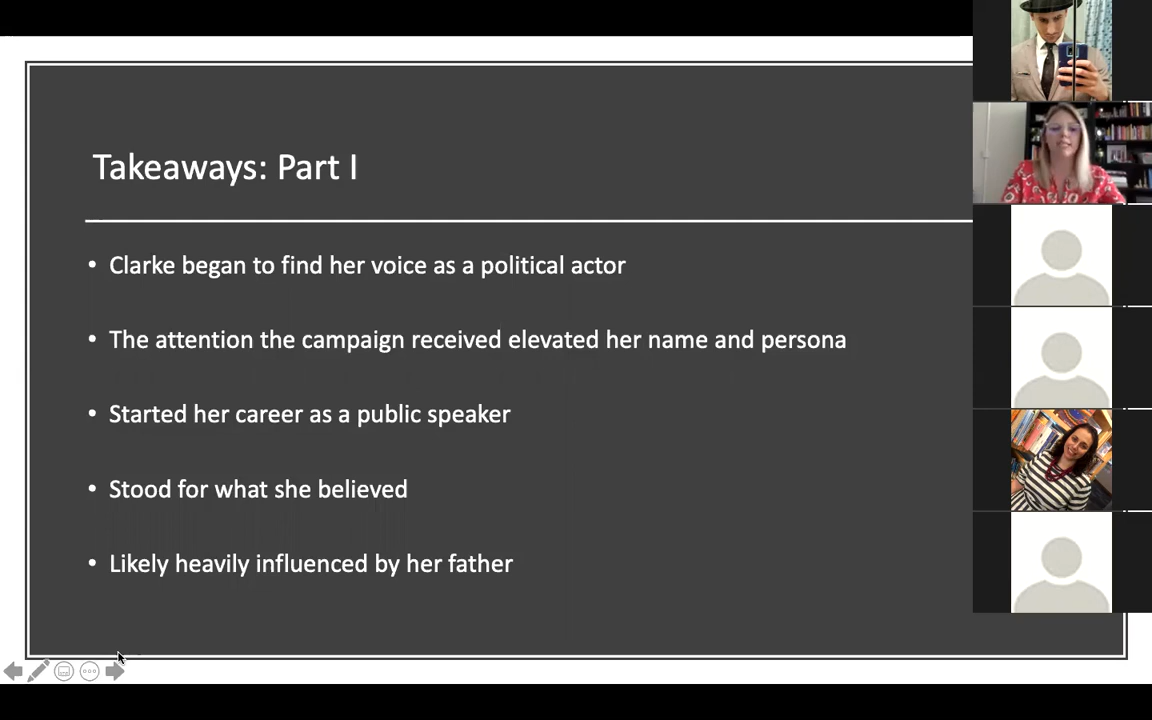 Takeaways: Part I
• Clarke began to find her voice as a political actor
• The attention the campaign received elevated her name and persona
• Started her career as a public speaker
• Stood for what she believed
• Likely heavily influenced by her father